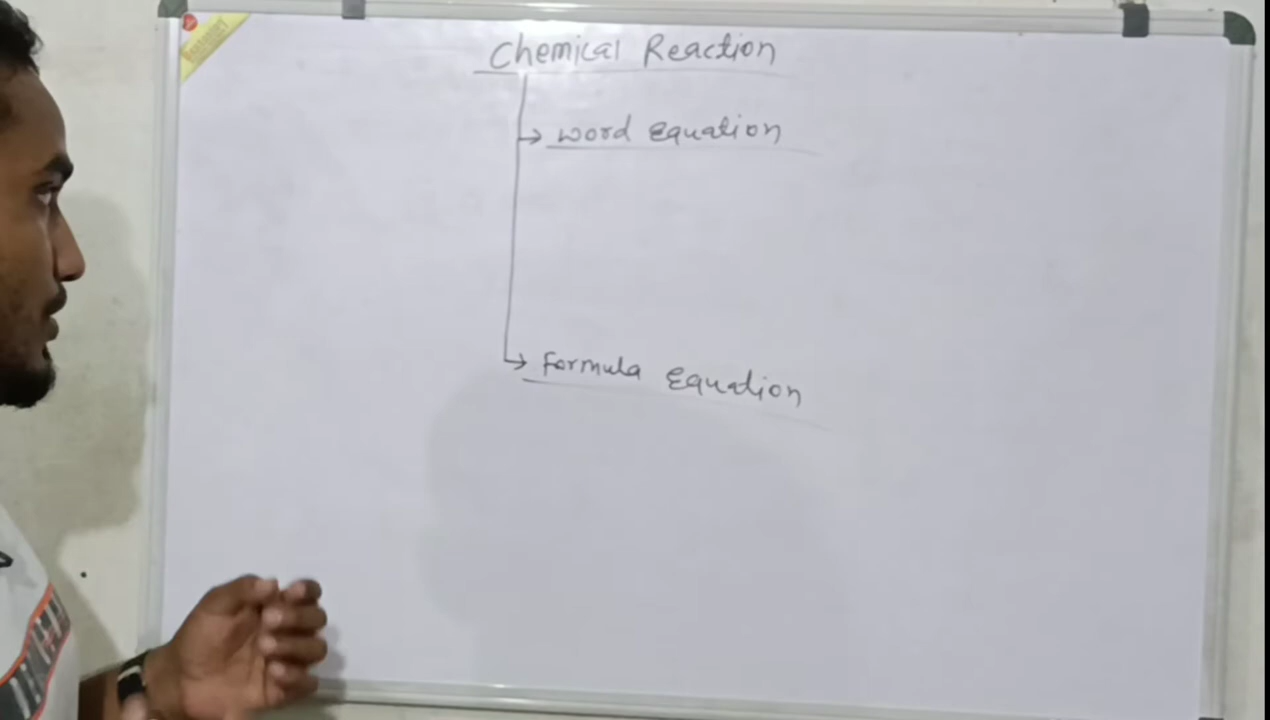 Chemical Reaction
→ word Equation
→ Formula Equation